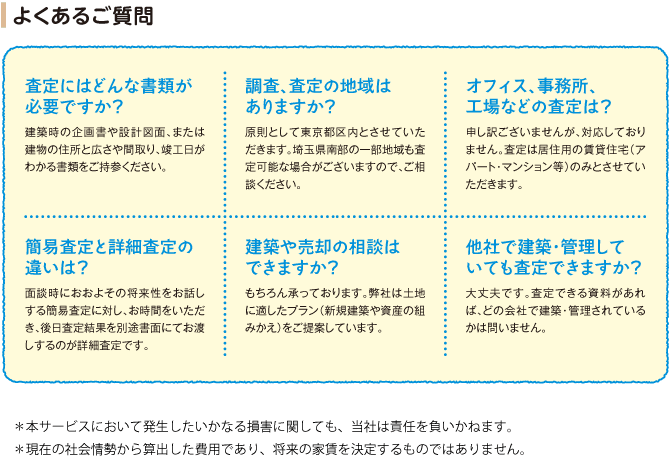 よくあるご質問
査定にはどんな書類が
必要ですか？
建築時の企画書や設計図面、または
建物の住所と広さや間取り、竣工日が
わかる書類をご持参ください。
調査、査定の地域は
ありますか？
原則として東京都区内とさせていた
だきます。埼玉県南部の一部地域も査
定可能な場合がございますので、ご相
談ください。
オフィス、事務所、
工場などの査定は？
申し訳ございませんが、対応しており
ません。査定は居住用の賃貸住宅（ア
パート・マンション等）のみとさせてい
ただきます。
簡易査定と詳細査定の
違いは？
面談時におおよその将来性をお話し
する簡易査定に対し、お時間をいただ
き、後日査定結果を別途書面にてお渡
しするのが詳細査定です。
建築や売却の相談は
できますか？
もちろん承っております。弊社は土地
に適したプラン（新規建築や資産の組
みかえ）をご提案しています。
他社で建築・管理して
いても査定できますか？
大丈夫です。査定できる資料があれ
ば、どの会社で建築・管理されている
かは問いません。
＊本サービスにおいて発生したいかなる損害に関しても、当社は責任を負いかねます。
＊現在の社会情勢から算出した費用であり、将来の家賃を決定するものではありません。